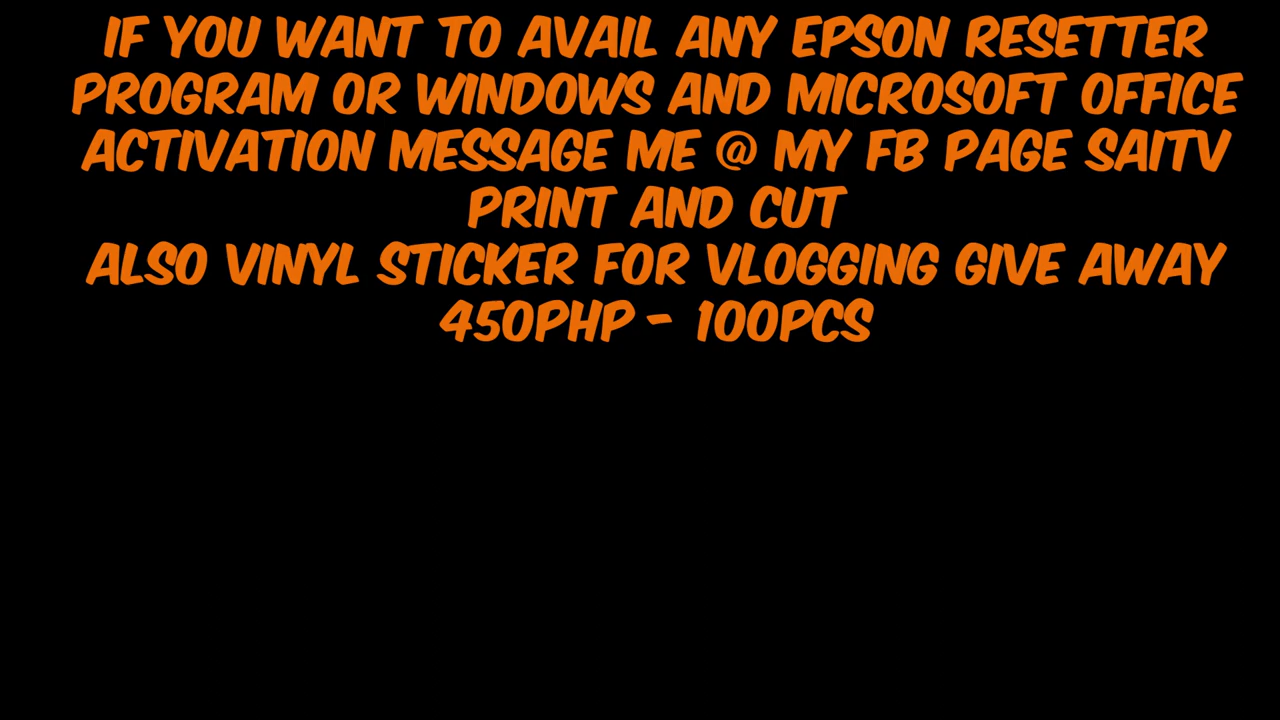 IF YOU WANT TO AVAIL ANY EPSON RESETTER
PROGRAM OR WINDOWS AND MICROSOFT OFFICE
ACTIVATION MESSAGE ME @ MY FB PAGE SAITV
PRINT AND CUT
ALSO VINYL STICKER FOR VLOGGING GIVE AWAY
450PHP - 100PCS